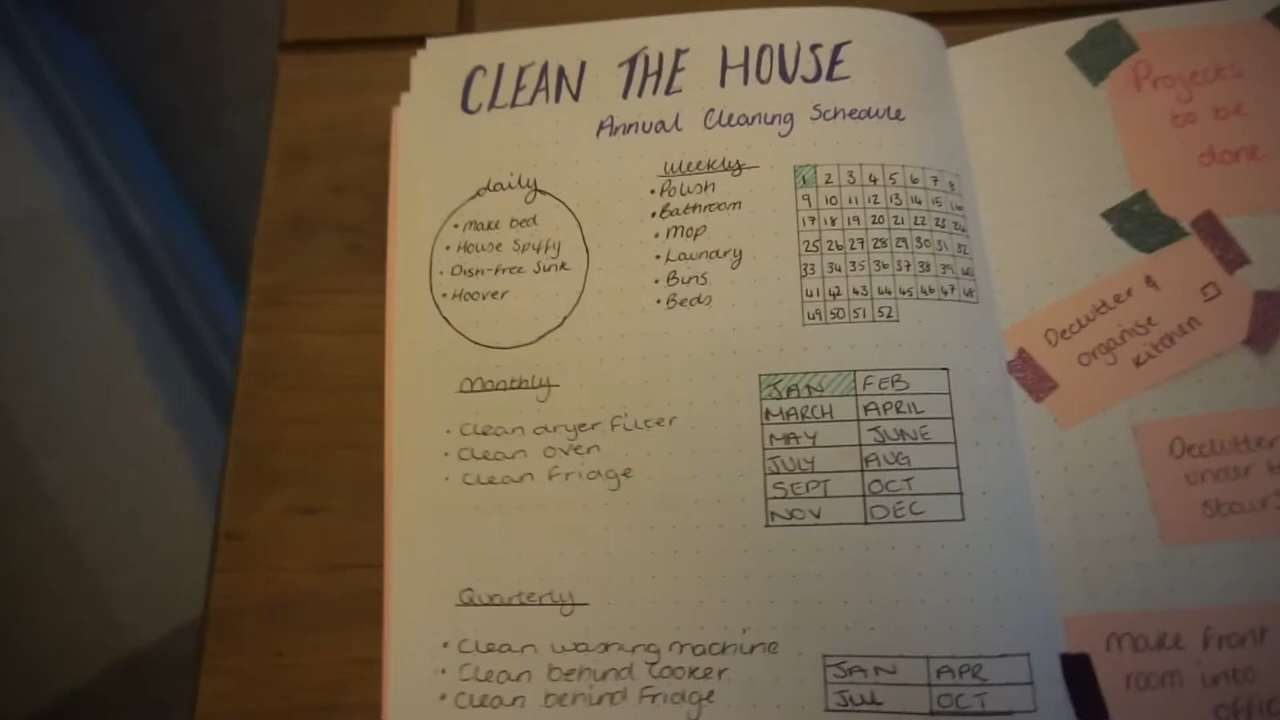 CLEAN THE HOUSE
Annual Cleaning Schedule
daily
• Make bed
• House Spiffy
• Dish-free Sink
• Hoover
Weekly
• Polish
• Bathroom
• Mop
• Laundry
• Bins
• Beds
1 2 3 4 5 6 7 8
9 10 11 12 13 14 15 16
17 18 19 20 21 22 23 24
25 26 27 28 29 30 31 32
33 34 35 36 37 38 39 40
41 42 43 44 45 46 47 48
49 50 51 52
Monthly
• Clean dryer filter
• Clean oven
• Clean Fridge
JAN FEB
MARCH APRIL
MAY JUNE
JULY AUG
SEPT OCT
NOV DEC
Quarterly
• Clean washing machine
• Clean behind Cooker
• Clean behind Fridge
JAN APR
JUL OCT
Projects
to be
done
Declutter &
organise
kitchen
Declutter
under
Stairs
Make front
room into